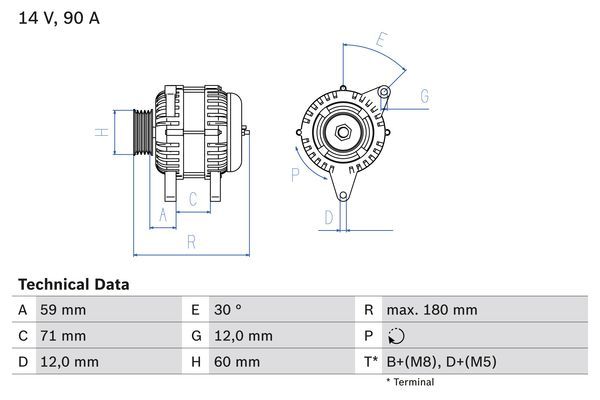 14 V, 90 A
E
G
H
P
C
A
D
R
Technical Data
A 59 mm E 30 º R max. 180 mm
C 71 mm G 12,0 mm P
D 12,0 mm H 60 mm T* B+(M8), D+(M5)
* Terminal